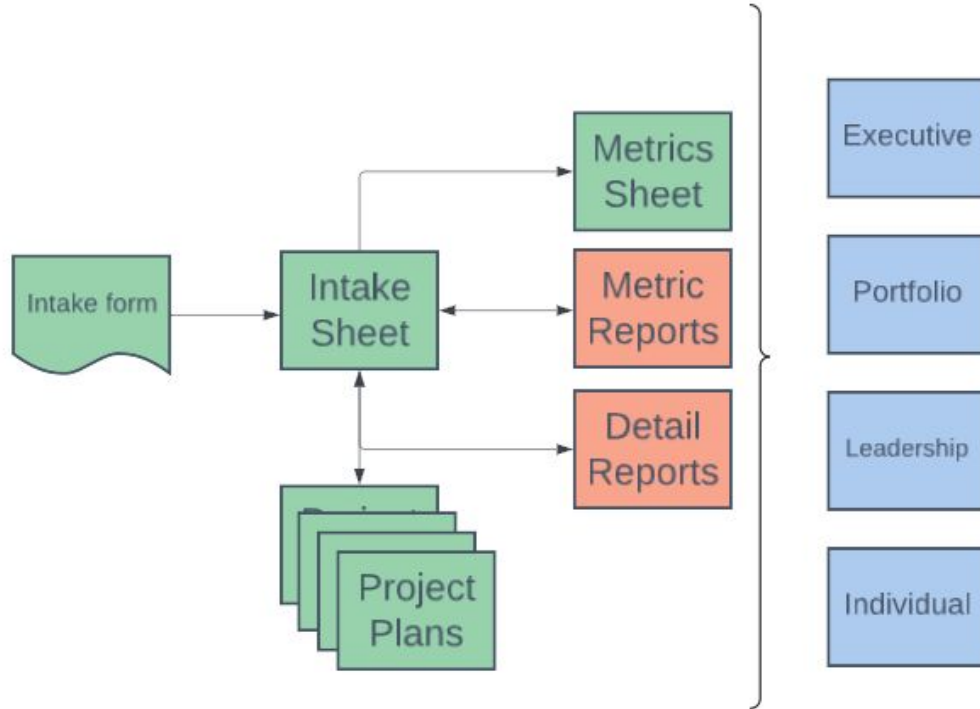 Intake form
Intake
Sheet
Metrics
Sheet
Metric
Reports
Detail
Reports
Project
Plans
Executive
Portfolio
Leadership
Individual